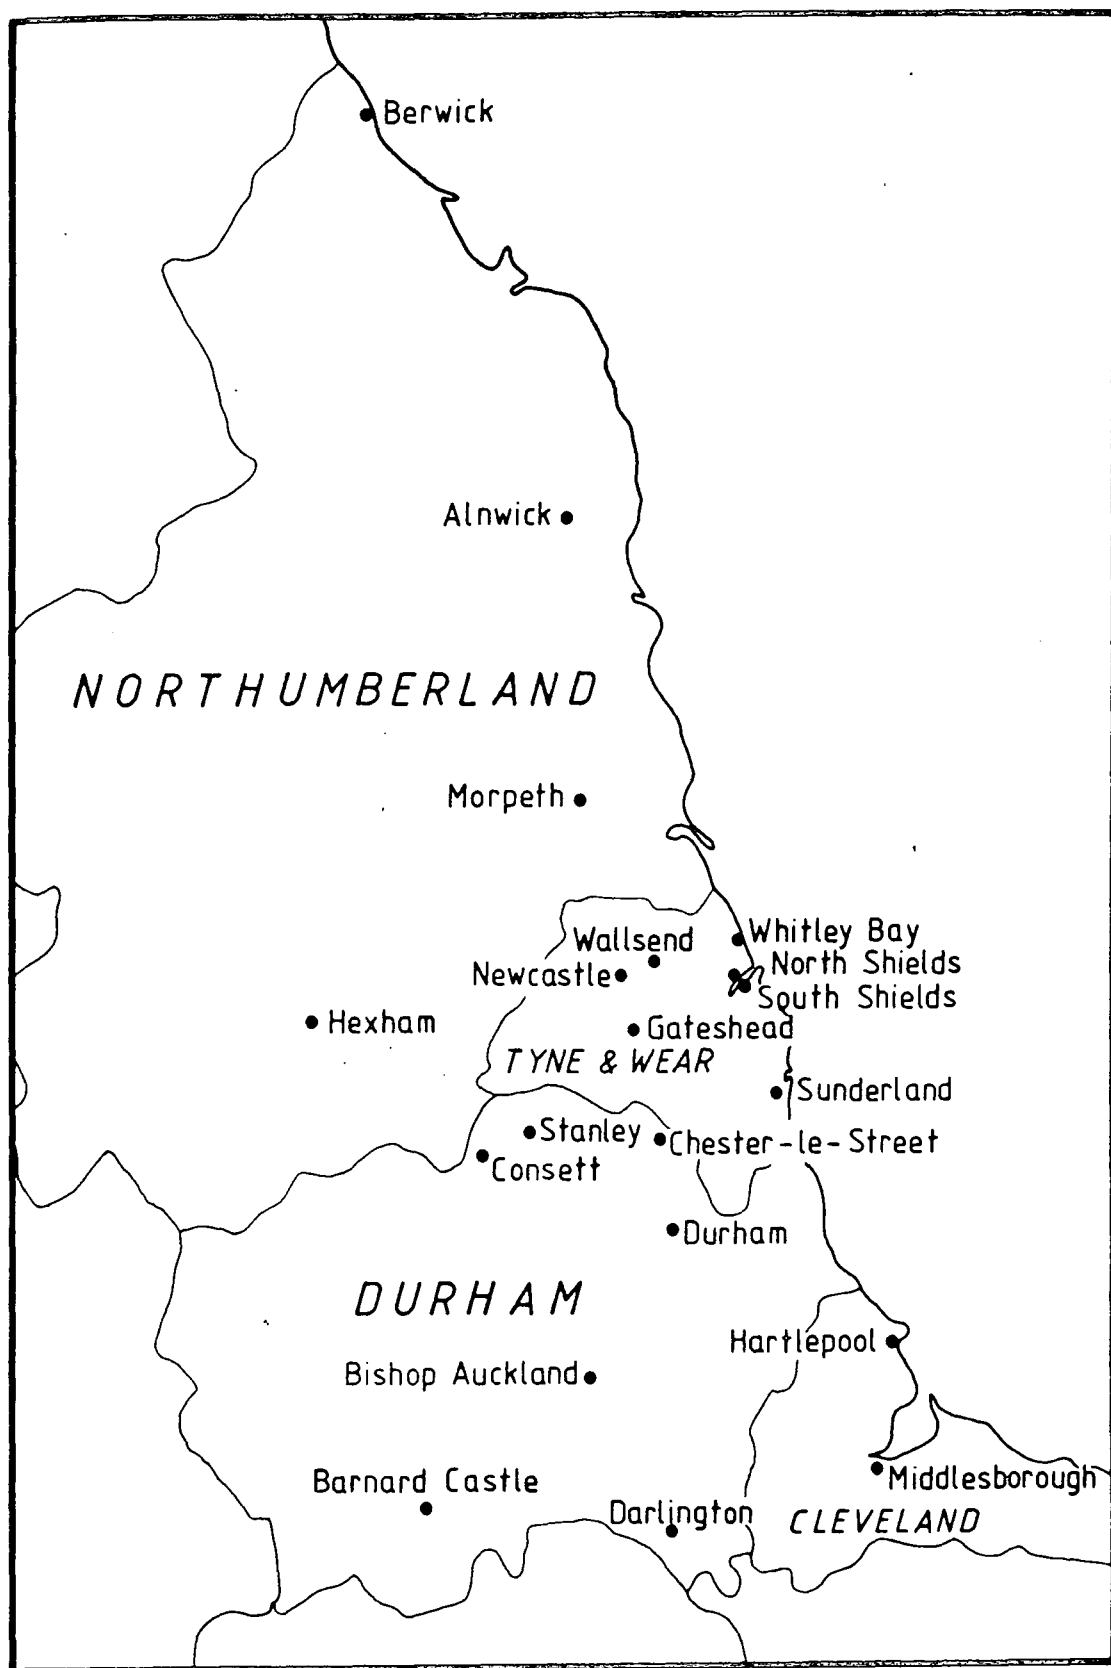 Berwick
Alnwick
NORTHUMBERLAND
Morpeth
Whitley Bay
Wallsend
North Shields
Newcastle
South Shields
Hexham
Gateshead
TYNE & WEAR
Sunderland
Stanley
Chester-le-Street
Consett
Durham
DURHAM
Hartlepool
Bishop Auckland
Middlesborough
Barnard Castle
Darlington
CLEVELAND